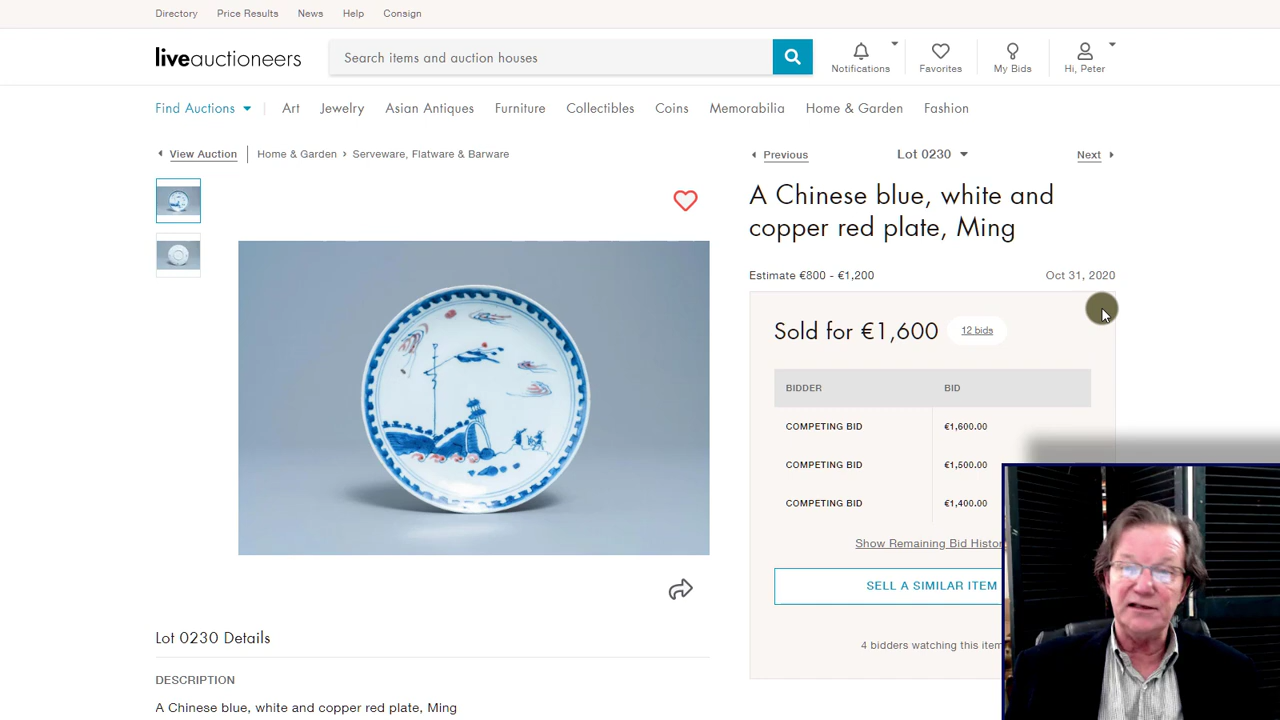 Directory Price Results News Help Consign
liveauctioneers
Search items and auction houses
Notifications Favorites My Bids Hi, Peter
Find Auctions Art Jewelry Asian Antiques Furniture Collectibles Coins Memorabilia Home & Garden Fashion
View Auction Home & Garden › Serveware, Flatware & Barware
Previous Lot 0230 Next
A Chinese blue, white and
copper red plate, Ming
Estimate €800 - €1,200 Oct 31, 2020
Sold for €1,600 12 bids
BIDDER BID
COMPETING BID €1,600.00
COMPETING BID €1,500.00
COMPETING BID €1,400.00
Show Remaining Bid Histor
SELL A SIMILAR ITEM
4 bidders watching this item
Lot 0230 Details
DESCRIPTION
A Chinese blue, white and copper red plate, Ming